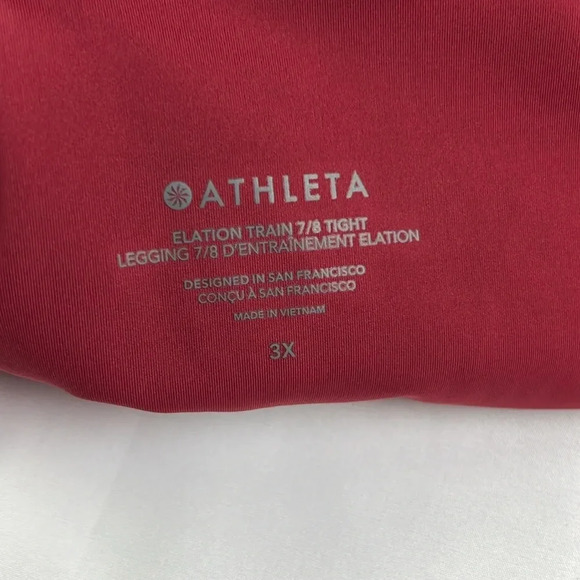 ATHLETA
ELATION TRAIN 7/8 TIGHT
LEGGING 7/8 D'ENTRAÎNEMENT ELATION
DESIGNED IN SAN FRANCISCO
CONÇU À SAN FRANCISCO
MADE IN VIETNAM
3X